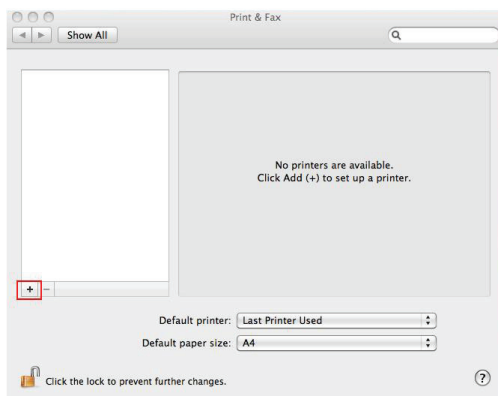 Print & Fax
Show All
No printers are available.
Click Add (+) to set up a printer.
+ −
Default printer: Last Printer Used
Default paper size: A4
Click the lock to prevent further changes.
?